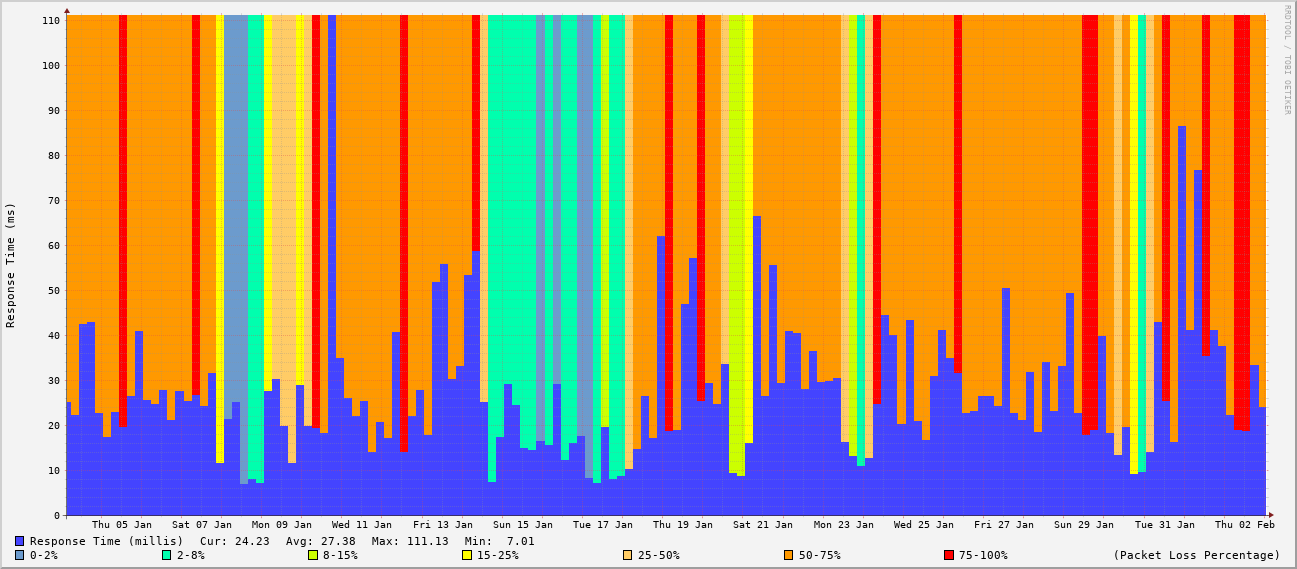 RRDTOOL / TOBI OETIKER
Response Time (ms)
110
100
90
80
70
60
50
40
30
20
10
0
Thu 05 Jan Sat 07 Jan Mon 09 Jan Wed 11 Jan Fri 13 Jan Sun 15 Jan Tue 17 Jan Thu 19 Jan Sat 21 Jan Mon 23 Jan Wed 25 Jan Fri 27 Jan Sun 29 Jan Tue 31 Jan Thu 02 Feb
Response Time (millis) Cur: 24.23 Avg: 27.38 Max: 111.13 Min: 7.01
0-2% 2-8% 8-15% 15-25% 25-50% 50-75% 75-100% (Packet Loss Percentage)